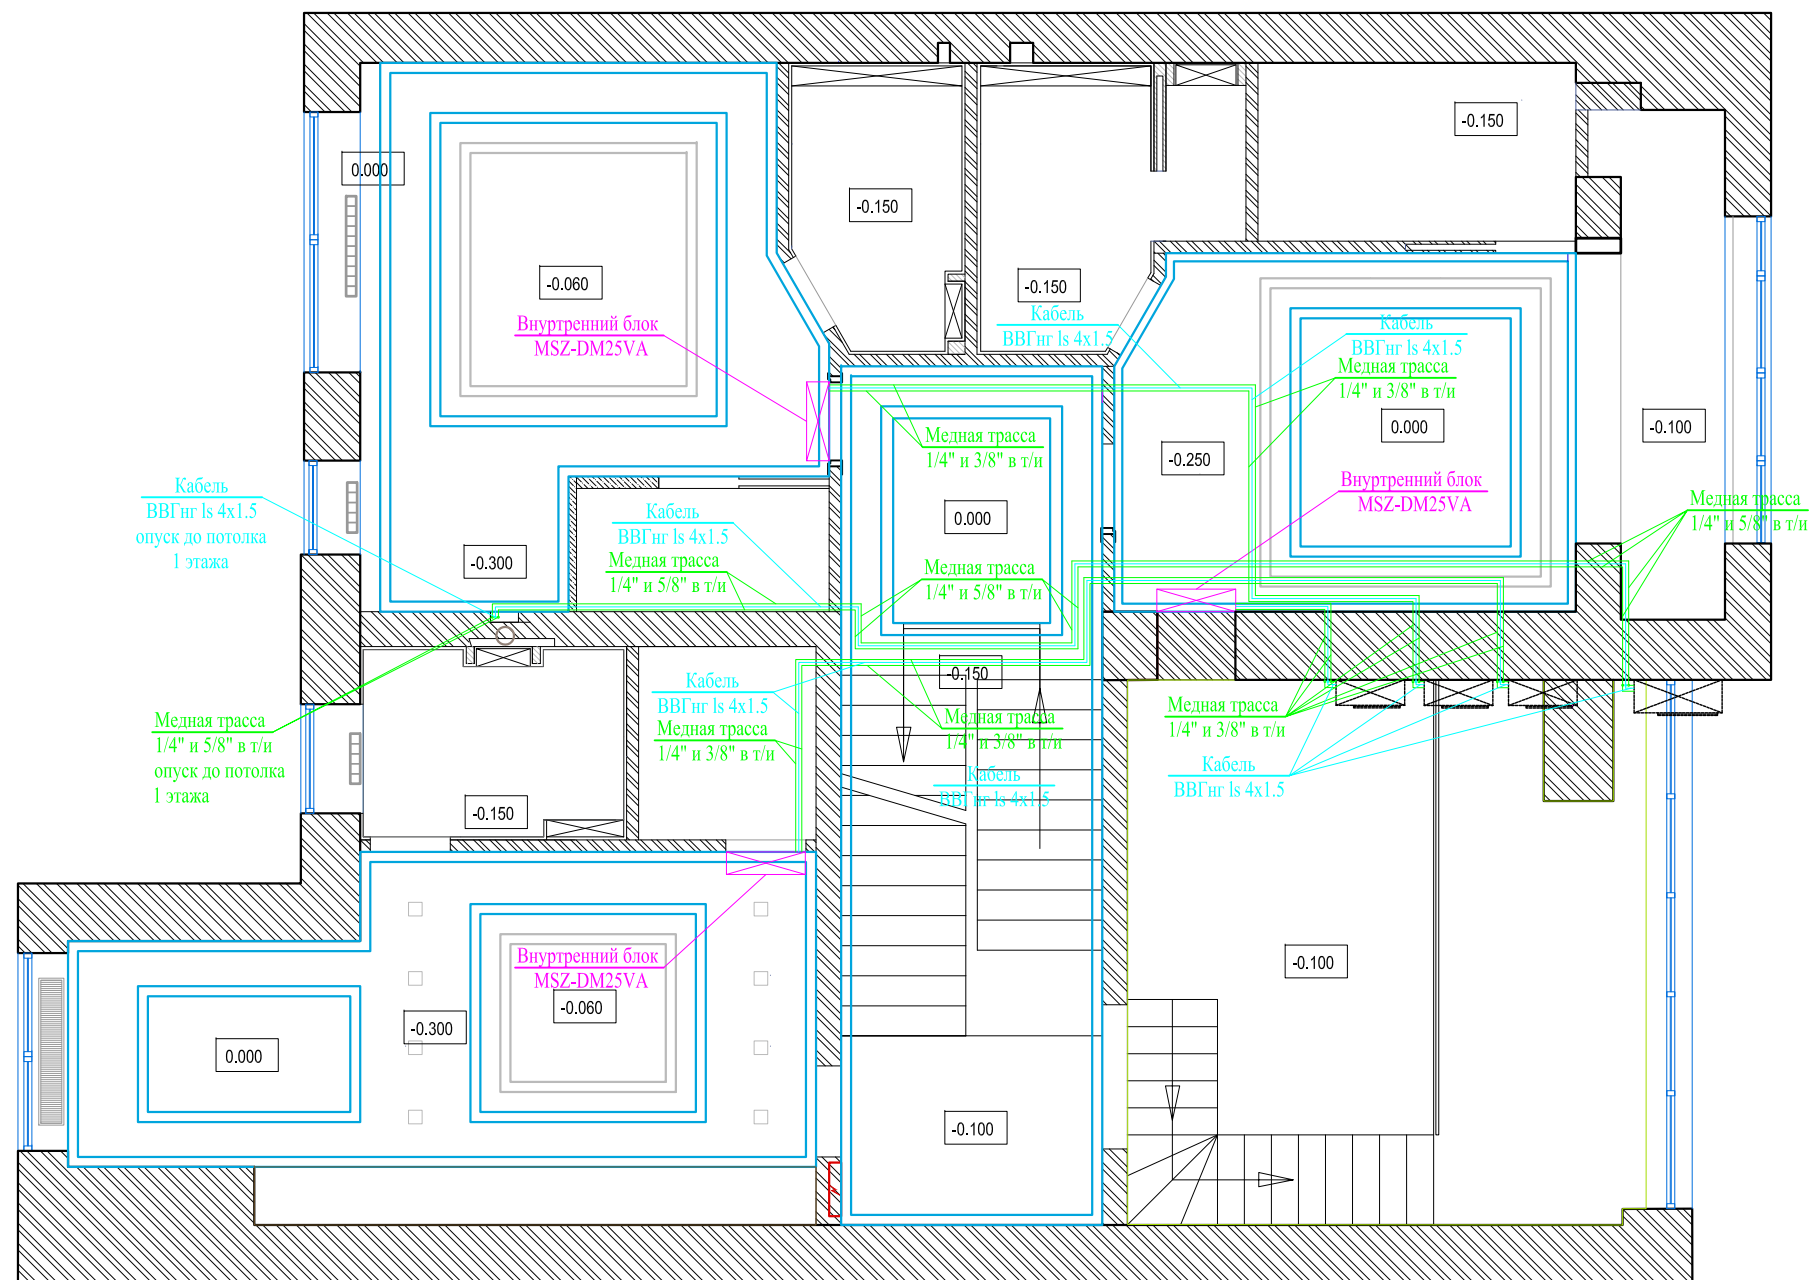 -0.150
0.000
-0.150
-0.060
-0.150
Внуртренний блок
MSZ-DM25VA
Кабель
ВВГнг ls 4x1.5
Кабель
ВВГнг ls 4x1.5
Медная трасса
1/4" и 3/8" в т/и
0.000
-0.100
Медная трасса
1/4" и 3/8" в т/и
-0.250
Внуртренний блок
MSZ-DM25VA
Кабель
ВВГнг ls 4x1.5
опуск до потолка
1 этажа
Медная трасса
1/4" и 5/8" в т/и
0.000
Кабель
ВВГнг ls 4x1.5
-0.300
Медная трасса
1/4" и 5/8" в т/и
Медная трасса
1/4" и 5/8" в т/и
-0.150
Кабель
ВВГнг ls 4x1.5
Медная трасса
1/4" и 3/8" в т/и
Медная трасса
1/4" и 3/8" в т/и
Медная трасса
1/4" и 3/8" в т/и
Медная трасса
1/4" и 5/8" в т/и
опуск до потолка
1 этажа
Кабель
ВВГнг ls 4x1.5
Кабель
ВВГнг ls 4x1.5
-0.150
Внуртренний блок
MSZ-DM25VA
-0.100
-0.060
-0.300
0.000
-0.100